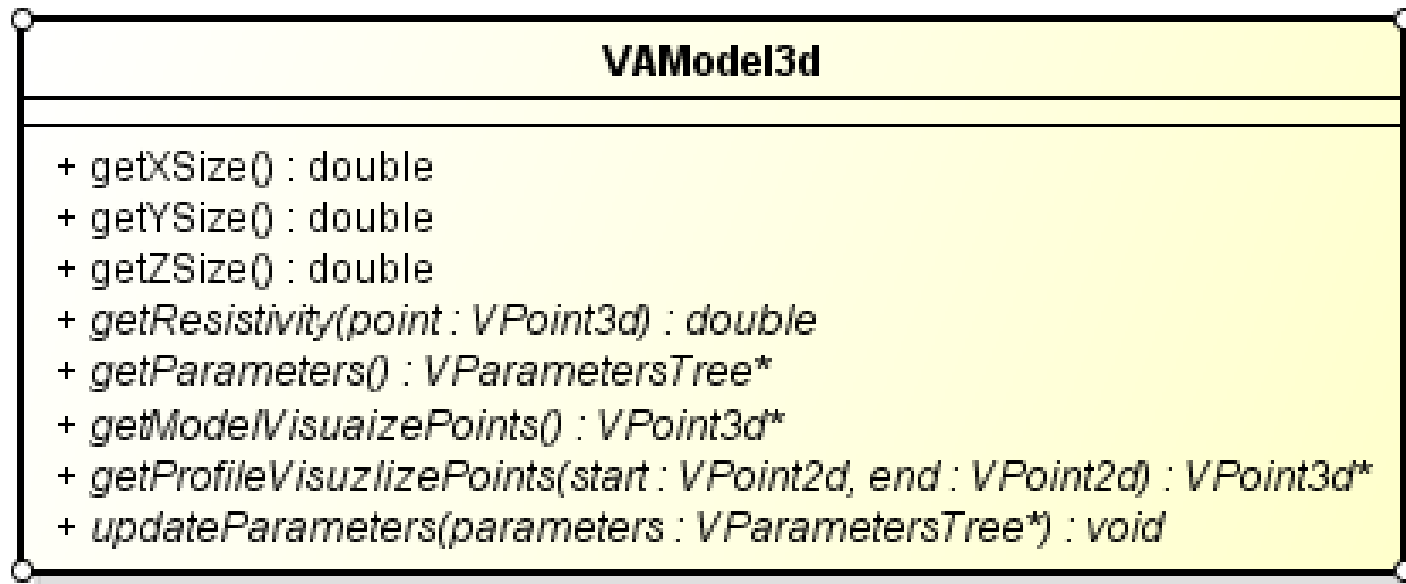 VAModel3d
+ getXSize() : double
+ getYSize() : double
+ getZSize() : double
+ getResistivity(point : VPoint3d) : double
+ getParameters() : VParametersTree*
+ getModelVisuaizePoints() : VPoint3d*
+ getProfileVisuzlizePoints(start : VPoint2d, end : VPoint2d) : VPoint3d*
+ updateParameters(parameters : VParametersTree*) : void